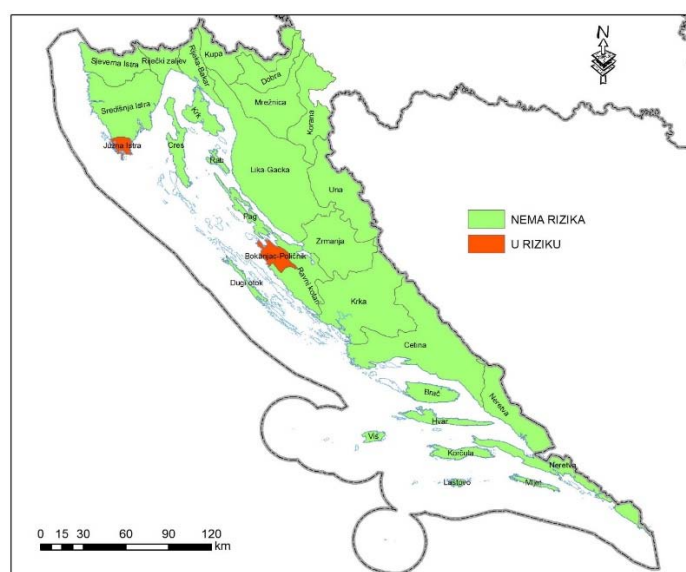 N
Sjeverna Istra
Riječki zaljev
Rijeka-Bakar
Kupa
Dobra
Središnja Istra
Mrežnica
Korana
Krk
Južna Istra
Cres
Rab
Lika Gacka
Una
Pag
NEMA RIZIKA
U RIZIKU
Zrmanja
Bokanjac-Poličnik
Dugi otok
Ravni kotari
Krka
Cetina
Brač
Neretva
Hvar
Vis
Korčula
Neretva
Lastovo
Mljet
0 15 30 60 90 120
km